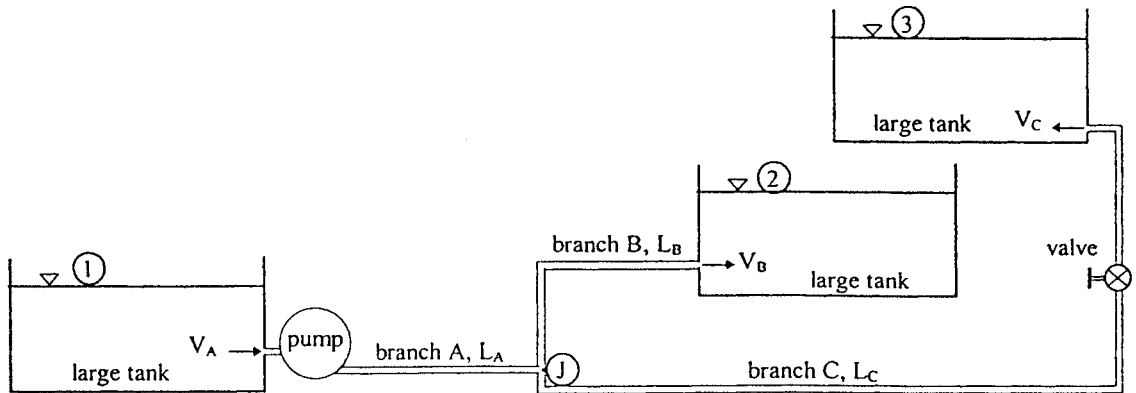 3
large tank
V_C
2
branch B, L_B
V_B
valve
large tank
1
pump
V_A
branch A, L_A
large tank
J
branch C, L_C